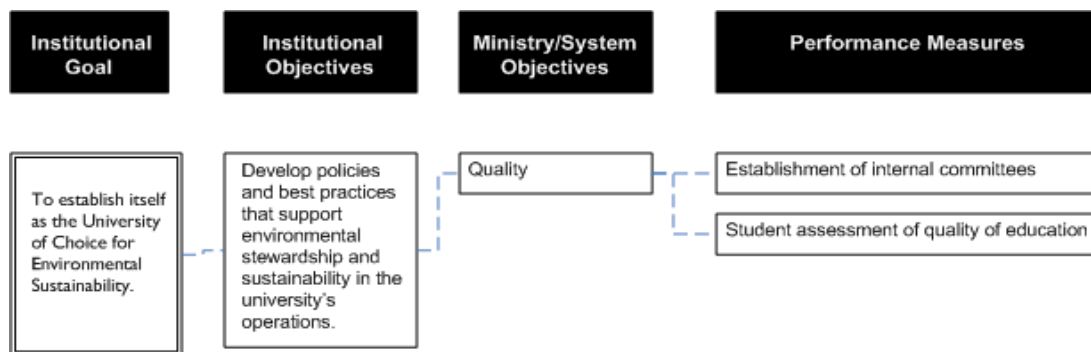 Institutional
Goal
Institutional
Objectives
Ministry/System
Objectives
Performance Measures
To establish itself
as the University
of Choice for
Environmental
Sustainability.
Develop policies
and best practices
that support
environmental
stewardship and
sustainability in the
university's
operations.
Quality
Establishment of internal committees
Student assessment of quality of education